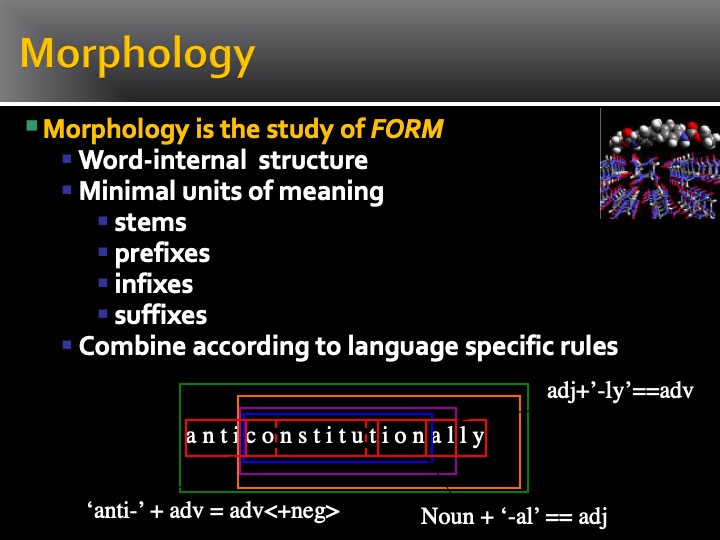 Morphology
Morphology is the study of FORM
Word-internal structure
Minimal units of meaning
stems
prefixes
infixes
suffixes
Combine according to language specific rules
adj+’-ly’==adv
anticonstitutionally
‘anti-’ + adv = adv<+neg>
Noun + ‘-al’ == adj